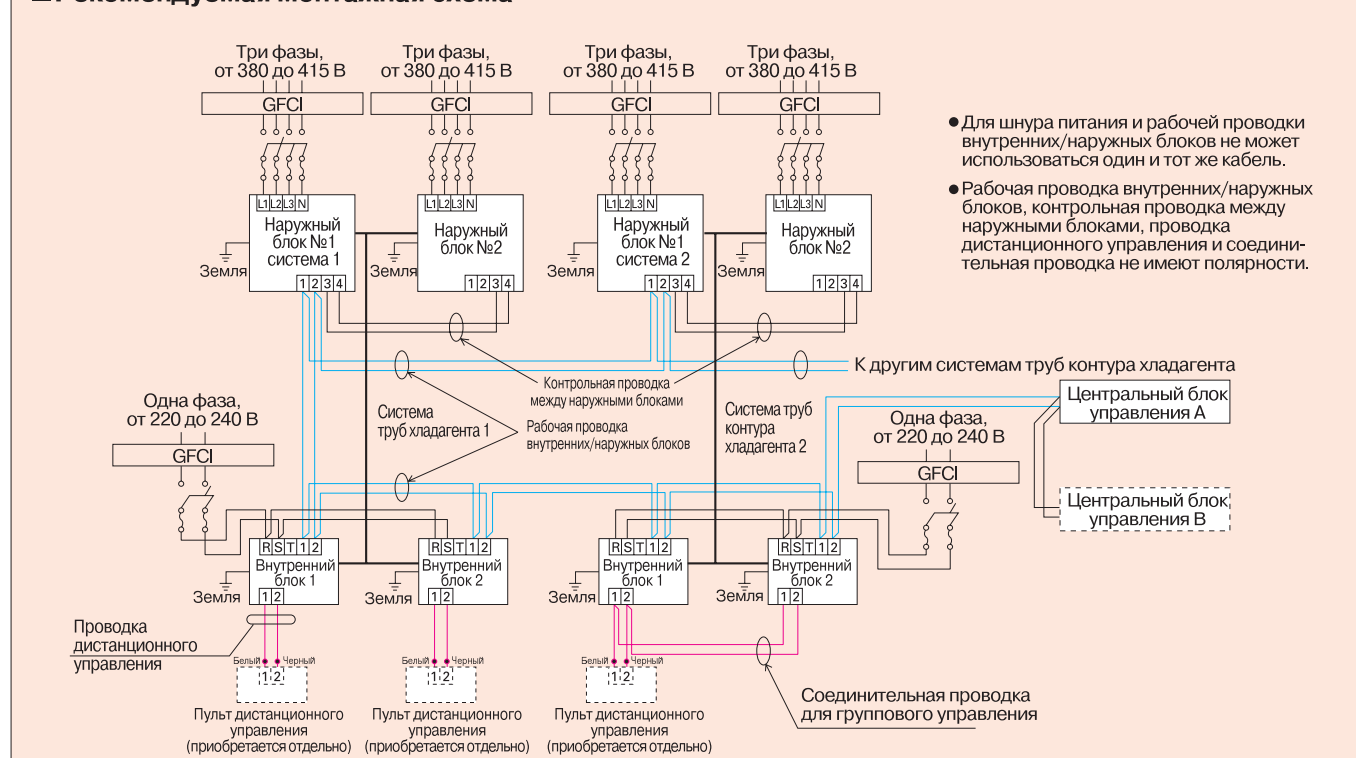 ■Рекомендуемая монтажная схема
Три фазы,
от 380 до 415 В
Три фазы,
от 380 до 415 В
Три фазы,
от 380 до 415 В
Три фазы,
от 380 до 415 В
GFCI
GFCI
GFCI
GFCI
●Для шнура питания и рабочей проводки
внутренних/наружных блоков не может
использоваться один и тот же кабель.
●Рабочая проводка внутренних/наружных
блоков, контрольная проводка между
наружными блоками, проводка
дистанционного управления и соедини-
тельная проводка не имеют полярности.
L1 L2 L3 N
Наружный
блок №1
система 1
1 2 3 4
Земля
L1 L2 L3 N
Наружный
блок №2
1 2 3 4
Земля
L1 L2 L3 N
Наружный
блок №1
система 2
1 2 3 4
Земля
L1 L2 L3 N
Наружный
блок №2
1 2 3 4
Земля
К другим системам труб контура хладагента
Контрольная проводка
между наружными блоками
Система
труб хладагента 1
Рабочая проводка
внутренних/наружных блоков
Система труб
контура
хладагента 2
Одна фаза,
от 220 до 240 В
GFCI
Одна фаза,
от 220 до 240 В
GFCI
Центральный блок
управления А
Центральный блок
управления В
R S T 1 2
Внутренний
блок 1
1 2
Земля
R S T 1 2
Внутренний
блок 2
1 2
Земля
R S T 1 2
Внутренний
блок 1
1 2
Земля
R S T 1 2
Внутренний
блок 2
1 2
Земля
Проводка
дистанционного
управления
Белый Черный
1 2
Белый Черный
1 2
Белый Черный
1 2
Соединительная проводка
для группового управления
Пульт дистанционного
управления
(приобретается отдельно)
Пульт дистанционного
управления
(приобретается отдельно)
Пульт дистанционного
управления
(приобретается отдельно)